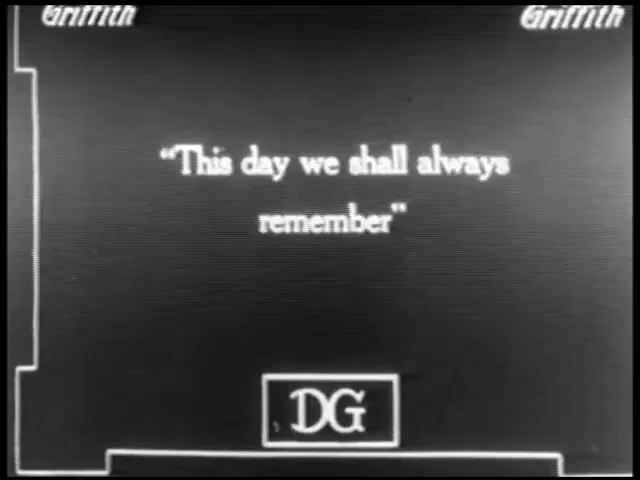 Griffith Griffith
“This day we shall always
remember”
DG